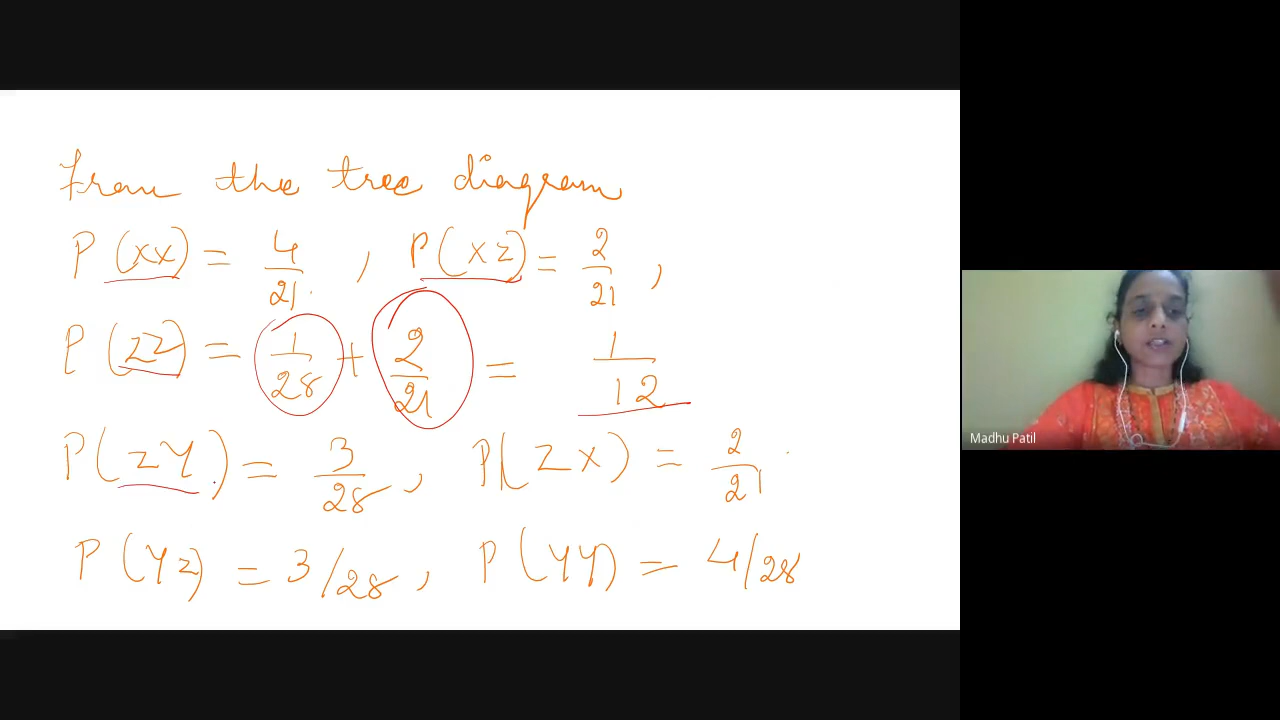 From the tree diagram
P(XX) = 4/21, P(XZ) = 2/21,
P(ZZ) = 1/28 + 2/21 = 1/12
P(ZY) = 3/28, P(ZX) = 2/21
P(YZ) = 3/28, P(YY) = 4/28
Madhu Patil